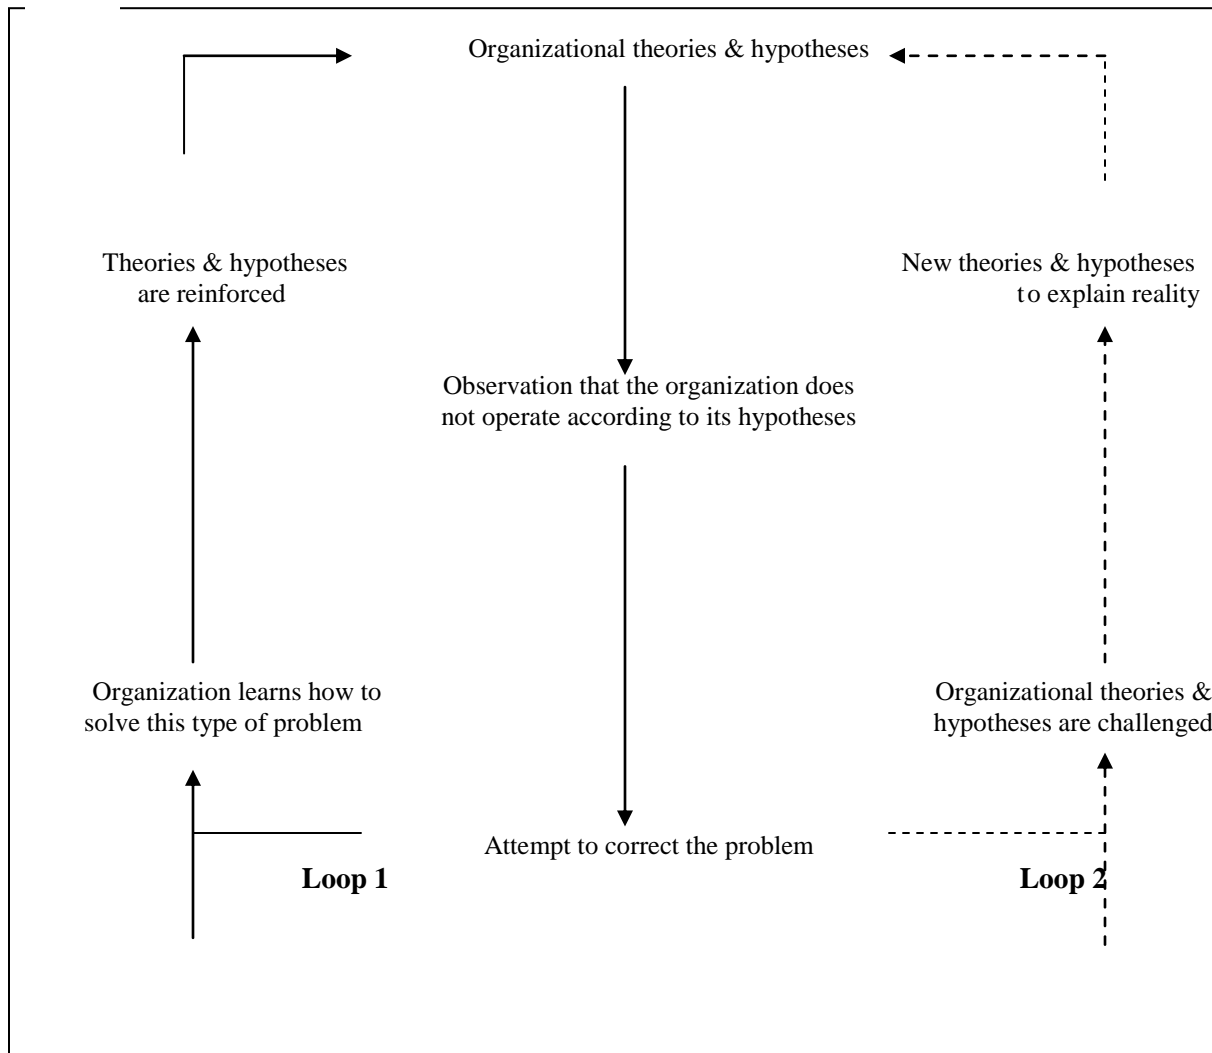 Organizational theories & hypotheses
Theories & hypotheses
are reinforced
New theories & hypotheses
to explain reality
Observation that the organization does
not operate according to its hypotheses
Organization learns how to
solve this type of problem
Organizational theories &
hypotheses are challenged
Attempt to correct the problem
Loop 1
Loop 2